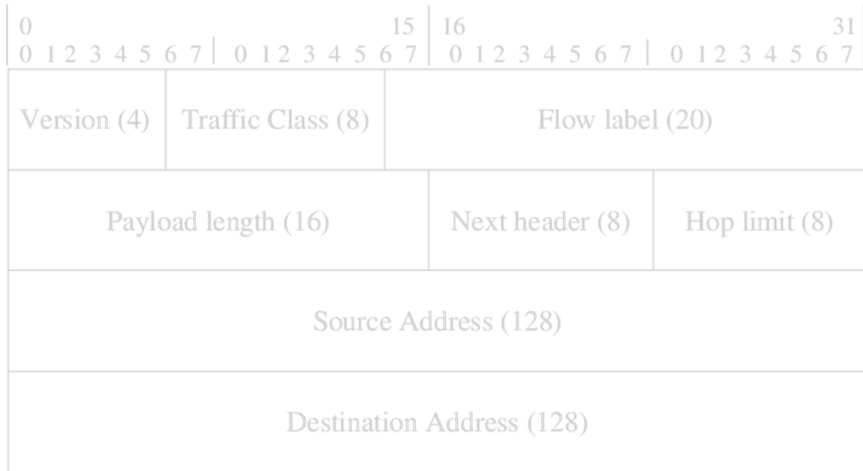 0 15 16 31
0 1 2 3 4 5 6 7 0 1 2 3 4 5 6 7 0 1 2 3 4 5 6 7 0 1 2 3 4 5 6 7
Version (4) Traffic Class (8) Flow label (20)
Payload length (16) Next header (8) Hop limit (8)
Source Address (128)
Destination Address (128)